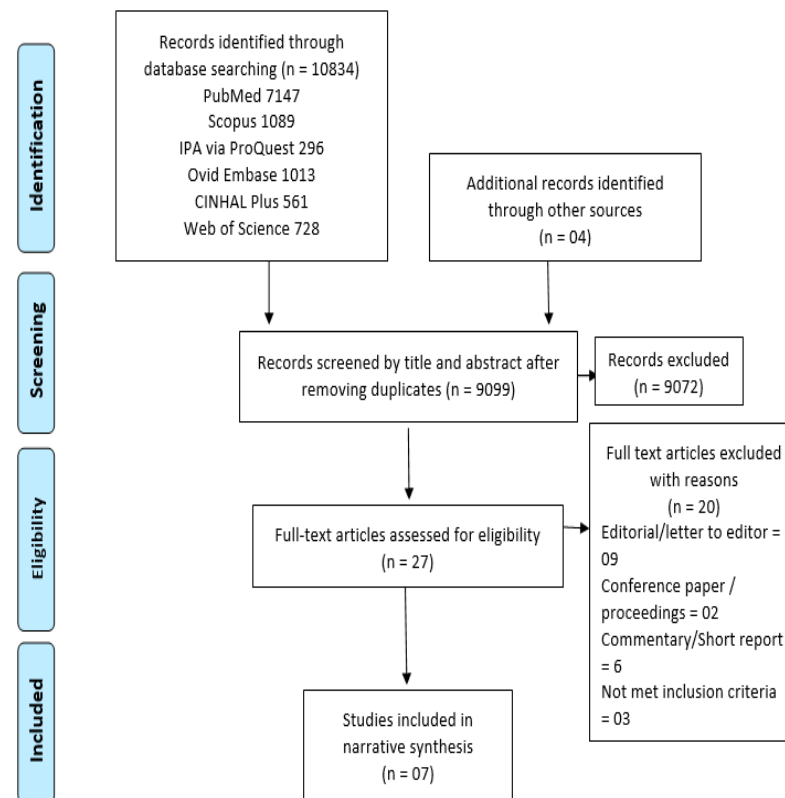 Identification
Records identified through
database searching (n = 10834)
PubMed 7147
Scopus 1089
IPA via ProQuest 296
Ovid Embase 1013
CINHAL Plus 561
Web of Science 728
Additional records identified
through other sources
(n = 04)
Screening
Records screened by title and abstract after
removing duplicates (n = 9099)
Records excluded
(n = 9072)
Eligibility
Full-text articles assessed for eligibility
(n = 27)
Full text articles excluded
with reasons
(n = 20)
Editorial/letter to editor =
09
Conference paper /
proceedings = 02
Commentary/Short report
= 6
Not met inclusion criteria
= 03
Included
Studies included in
narrative synthesis
(n = 07)